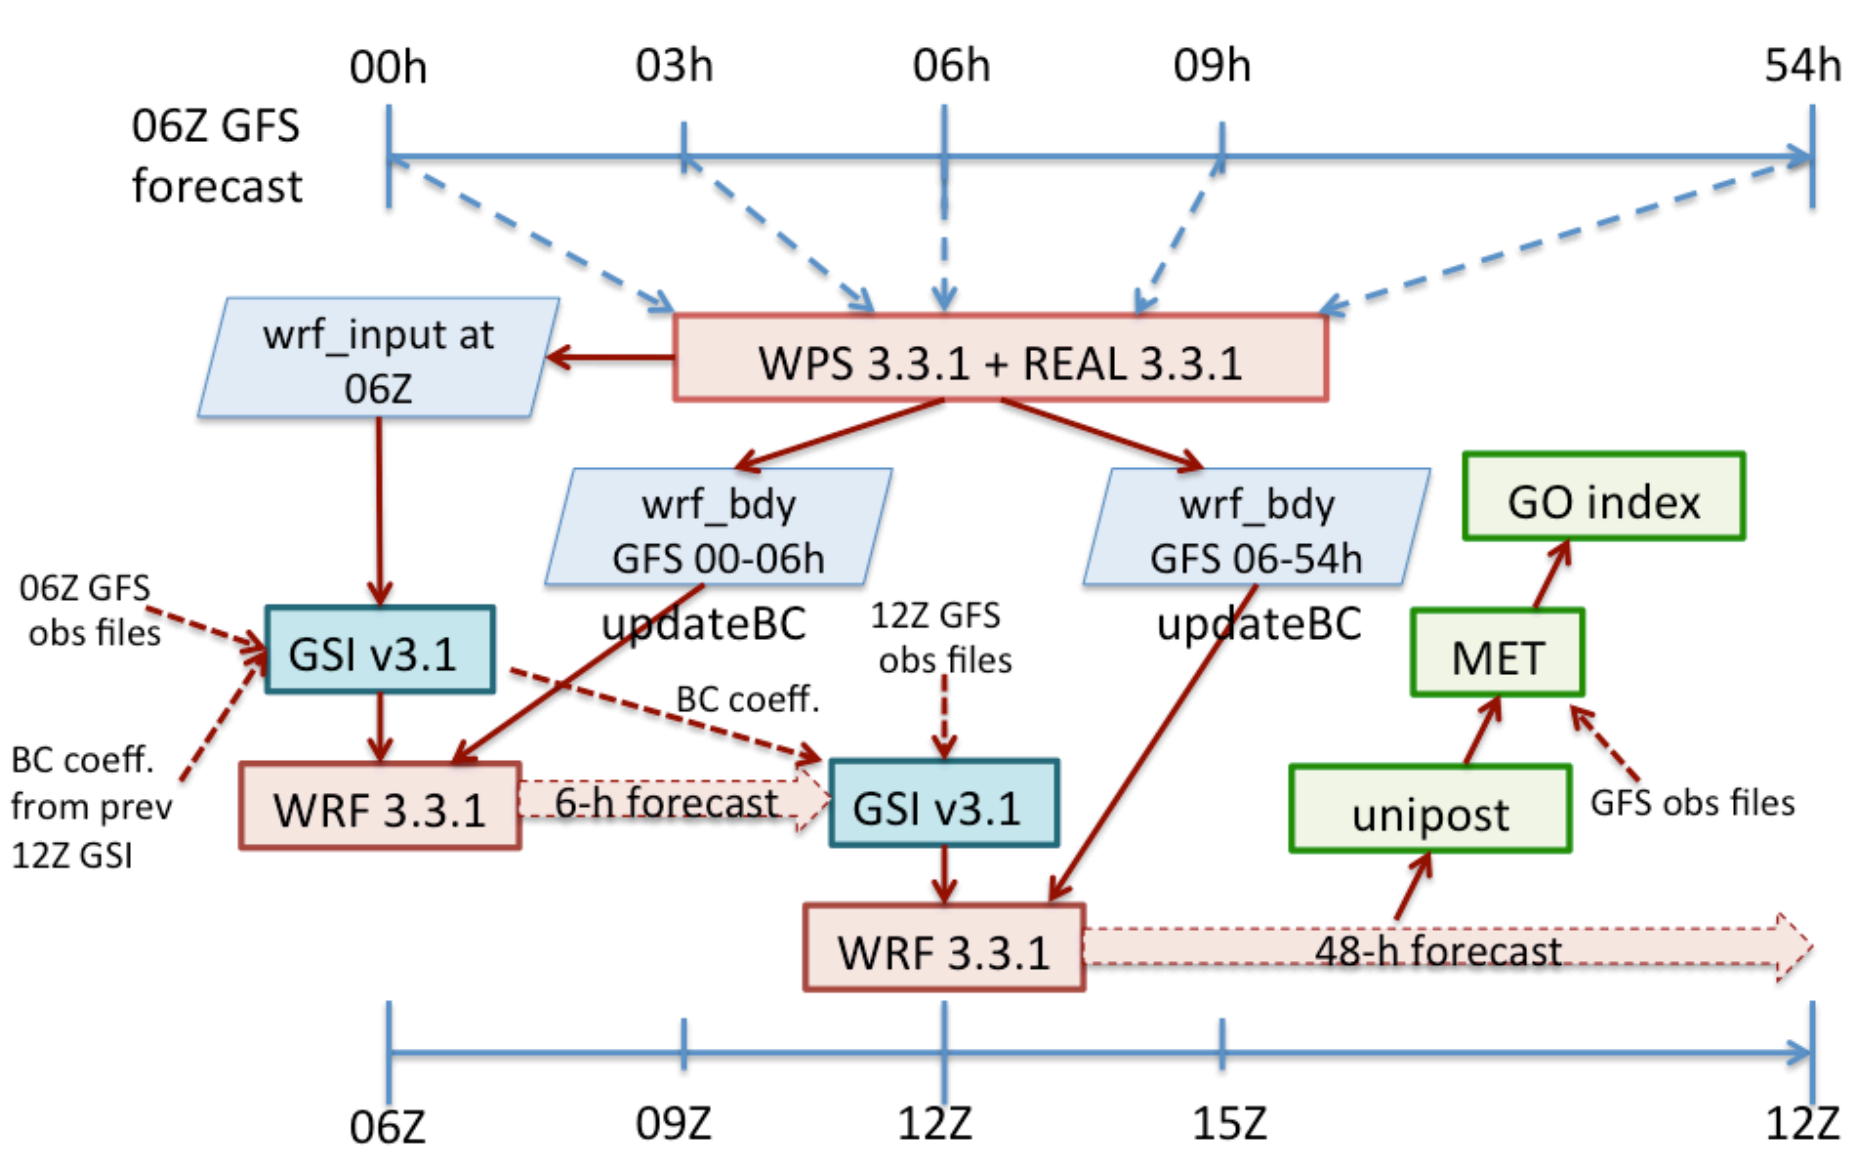 00h
03h
06h
09h
54h
06Z GFS
forecast
wrf_input at
06Z
WPS 3.3.1 + REAL 3.3.1
wrf_bdy
GFS 00-06h
wrf_bdy
GFS 06-54h
GO index
06Z GFS
obs files
GSI v3.1
updateBC
12Z GFS
obs files
updateBC
MET
BC coeff.
BC coeff.
from prev
12Z GSI
WRF 3.3.1
6-h forecast
GSI v3.1
unipost
GFS obs files
WRF 3.3.1
48-h forecast
06Z
09Z
12Z
15Z
12Z